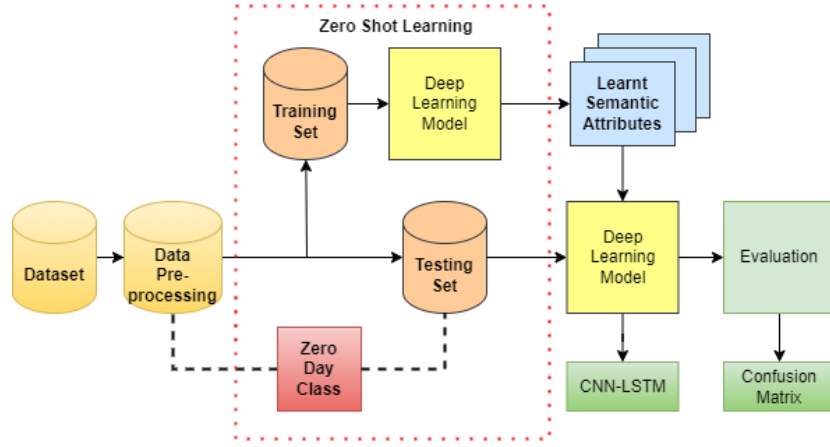 Zero Shot Learning
Training
Set
Deep
Learning
Model
Learnt
Semantic
Attributes
Dataset
Data
Pre-
processing
Testing
Set
Deep
Learning
Model
Evaluation
Zero
Day
Class
CNN-LSTM
Confusion
Matrix